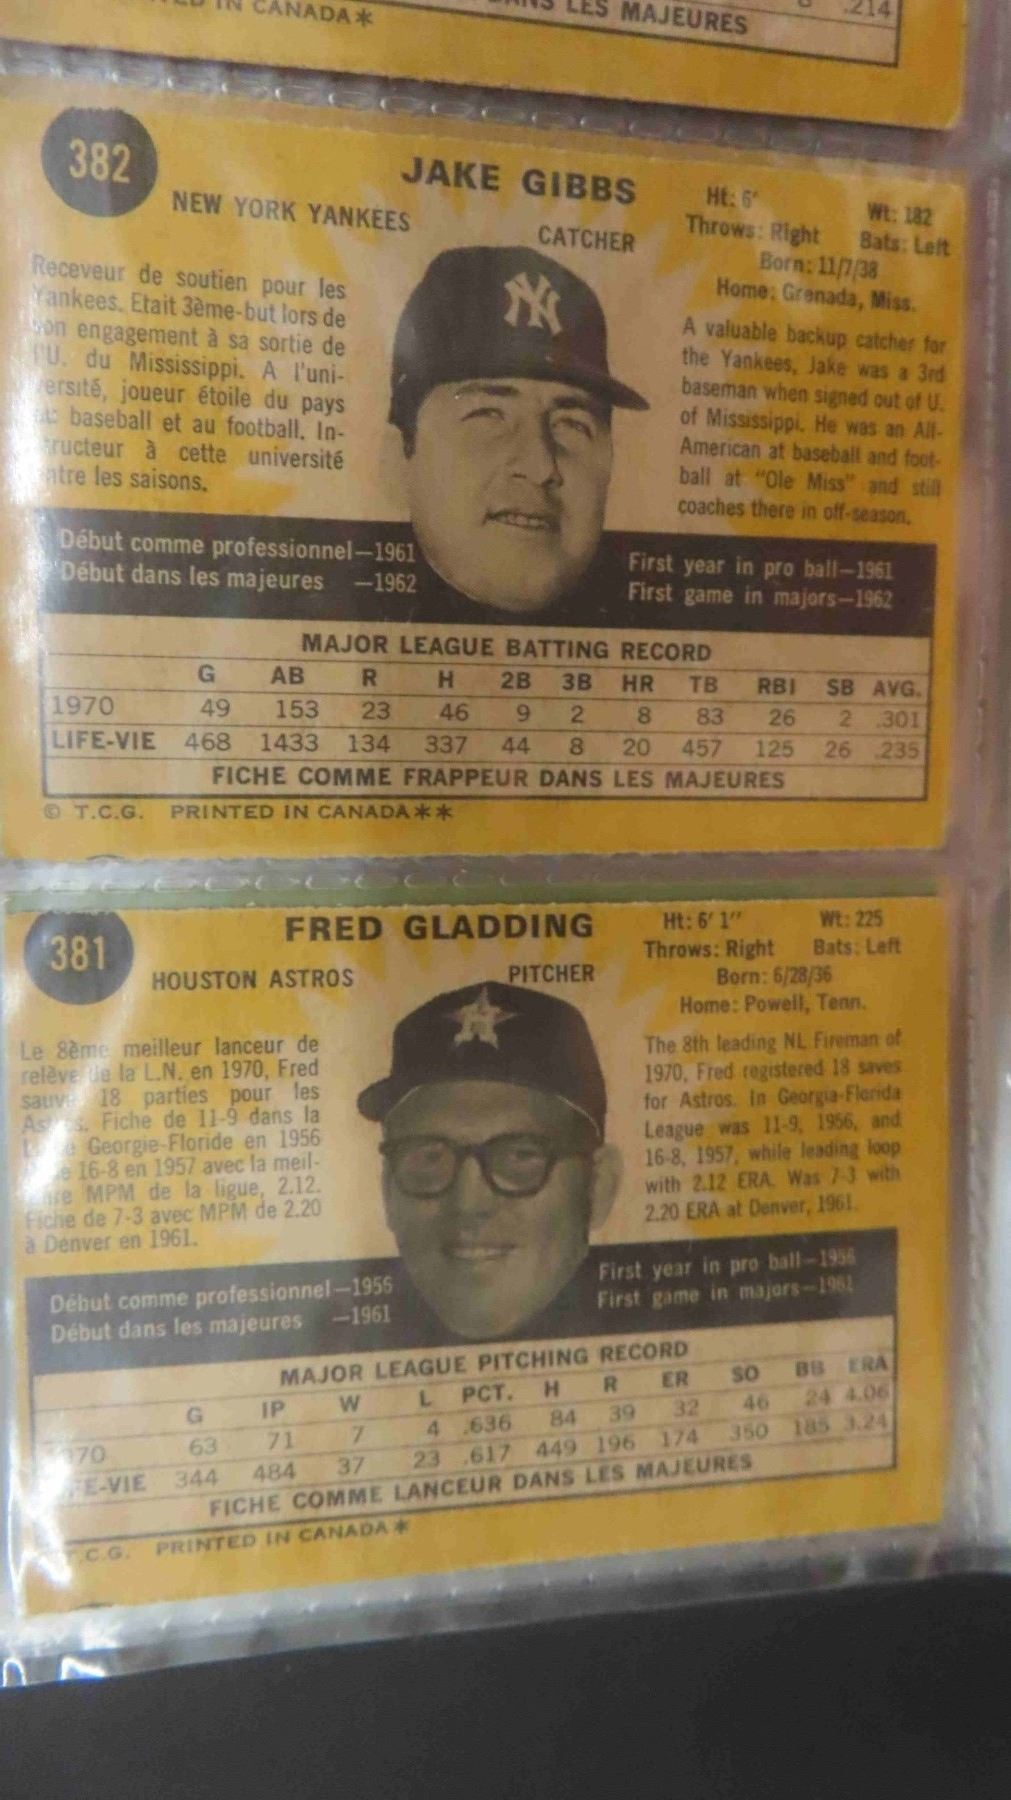 IN CANADA*
DANS LES MAJEURES
.214
382
JAKE GIBBS
NEW YORK YANKEES
CATCHER
Ht: 6' Wt: 182
Throws: Right Bats: Left
Born: 11/7/38
Home: Grenada, Miss.
Receveur de soutien pour les
Yankees. Etait 3ème-but lors de
son engagement à sa sortie de
l'U. du Mississippi. A l'uni-
versité, joueur étoile du pays
au baseball et au football. In-
structeur à cette université
entre les saisons.
A valuable backup catcher for
the Yankees, Jake was a 3rd
baseman when signed out of U.
of Mississippi. He was an All-
American at baseball and foot-
ball at "Ole Miss" and still
coaches there in off-season.
Début comme professionnel—1961
Début dans les majeures —1962
First year in pro ball—1961
First game in majors—1962
NY
MAJOR LEAGUE BATTING RECORD
G AB R H 2B 3B HR TB RBI SB AVG.
1970 49 153 23 46 9 2 8 83 26 2 .301
LIFE-VIE 468 1433 134 337 44 8 20 457 125 26 .235
FICHE COMME FRAPPEUR DANS LES MAJEURES
© T.C.G. PRINTED IN CANADA**
381
FRED GLADDING
HOUSTON ASTROS
PITCHER
Ht: 6' 1" Wt: 225
Throws: Right Bats: Left
Born: 6/28/36
Home: Powell, Tenn.
Le 8ème meilleur lanceur de
relève de la L.N. en 1970, Fred
sauve 18 parties pour les
Astros. Fiche de 11-9 dans la
Georgie-Floride en 1956
16-8 en 1957 avec la meil-
MPM de la ligue, 2.12.
Fiche de 7-3 avec MPM de 2.20
à Denver en 1961.
The 8th leading NL Fireman of
1970, Fred registered 18 saves
for Astros. In Georgia-Florida
League was 11-9, 1956, and
16-8, 1957, while leading loop
with 2.12 ERA. Was 7-3 with
2.20 ERA at Denver, 1961.
Début comme professionnel—1956
Début dans les majeures —1961
First year in pro ball—1956
First game in majors—1961
MAJOR LEAGUE PITCHING RECORD
G IP W L PCT. H R ER SO BB ERA
1970 63 71 7 4 .636 84 39 32 46 24 4.06
LIFE-VIE 344 484 37 23 .617 449 196 174 350 185 3.24
FICHE COMME LANCEUR DANS LES MAJEURES
T.C.G. PRINTED IN CANADA*